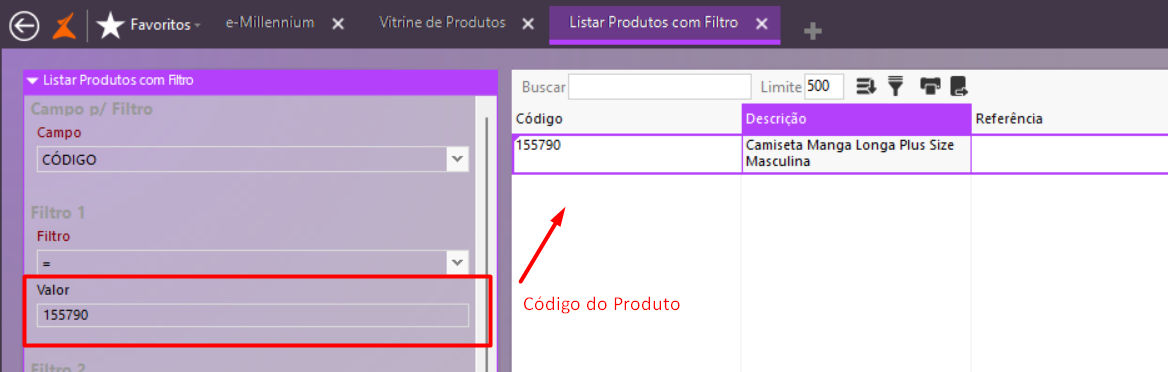 Favoritos
e-Millennium
Vitrine de Produtos
Listar Produtos com Filtro
Listar Produtos com Filtro
Campo p/ Filtro
Campo
CÓDIGO
Filtro 1
Filtro
=
Valor
155790
Filtro 2
Buscar
Limite 500
Código Descrição Referência
155790 Camiseta Manga Longa Plus Size
Masculina
Código do Produto